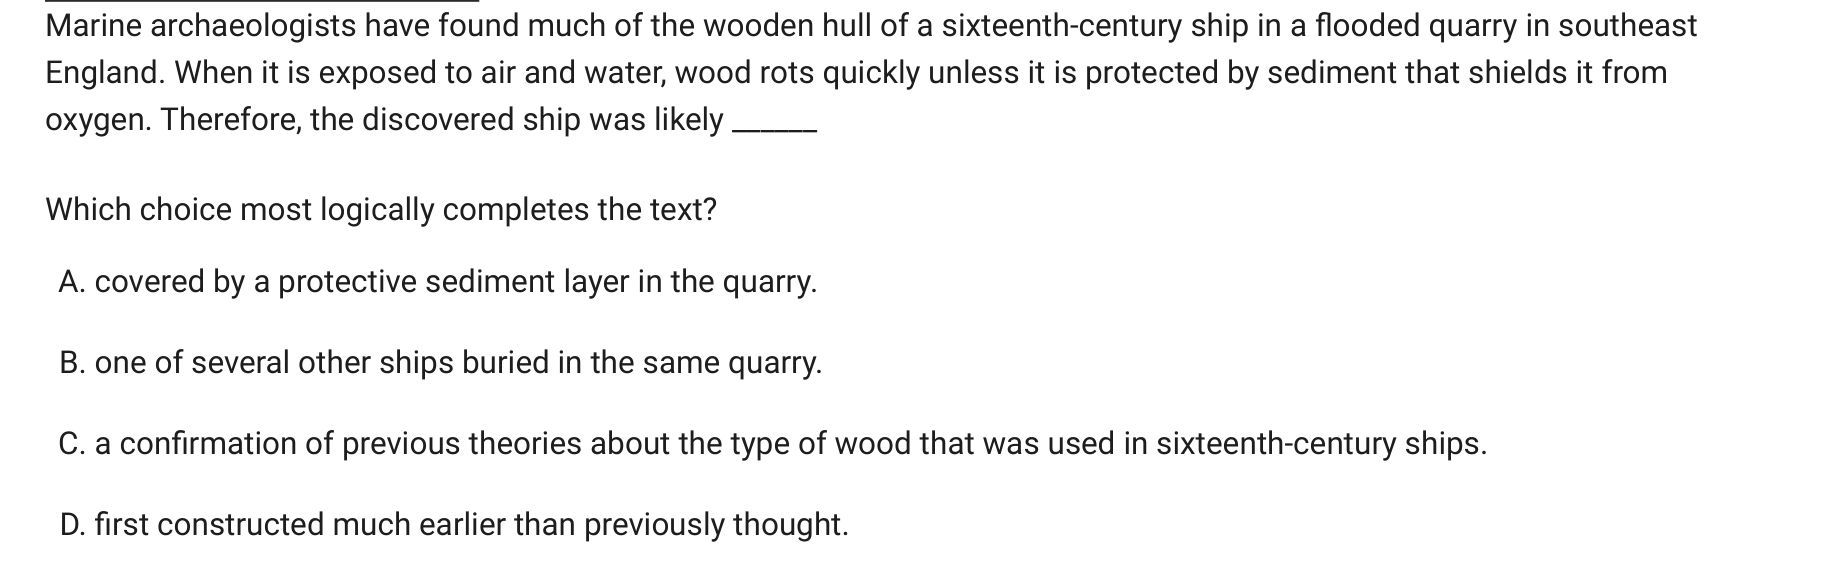 Marine archaeologists have found much of the wooden hull of a sixteenth-century ship in a flooded quarry in southeast
England. When it is exposed to air and water, wood rots quickly unless it is protected by sediment that shields it from
oxygen. Therefore, the discovered ship was likely ______
Which choice most logically completes the text?
A. covered by a protective sediment layer in the quarry.
B. one of several other ships buried in the same quarry.
C. a confirmation of previous theories about the type of wood that was used in sixteenth-century ships.
D. first constructed much earlier than previously thought.